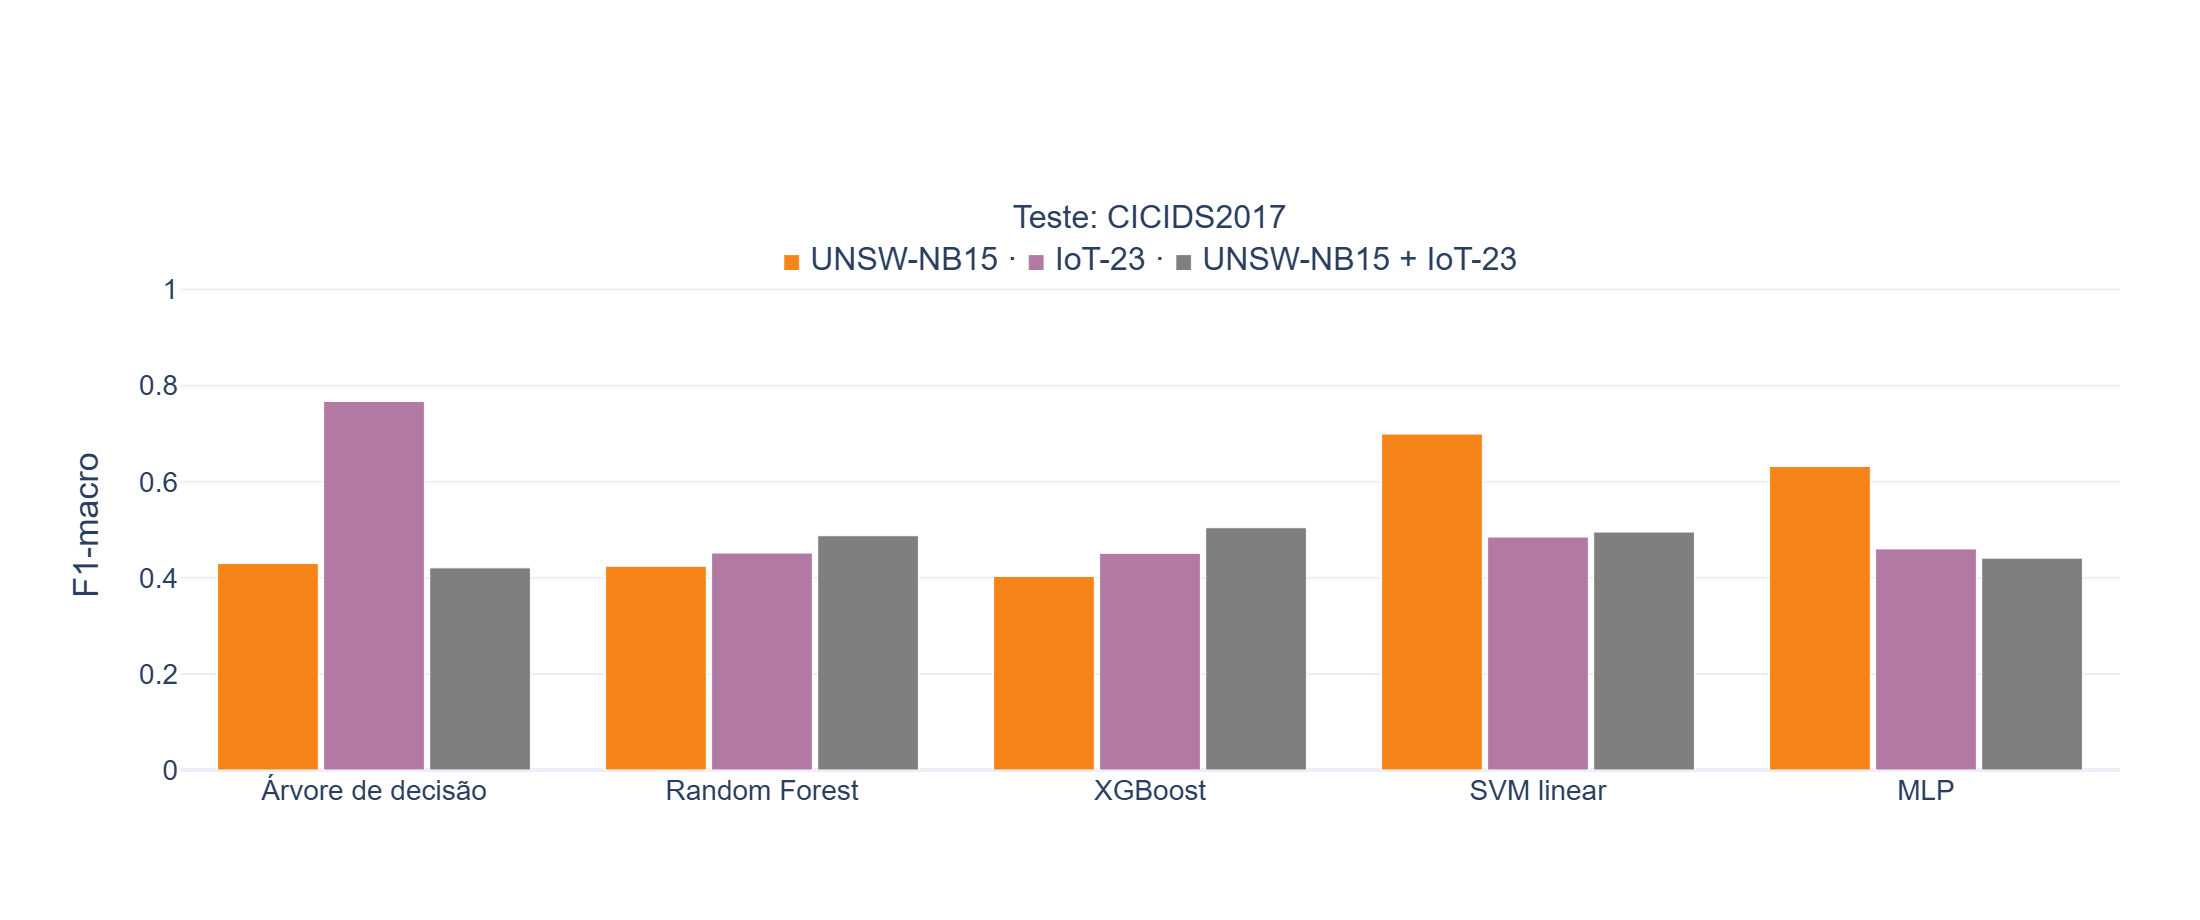 Teste: CICIDS2017
■ UNSW-NB15 · ■ IoT-23 · ■ UNSW-NB15 + IoT-23
1
0.8
0.6
0.4
0.2
0
F1-macro
Árvore de decisão
Random Forest
XGBoost
SVM linear
MLP